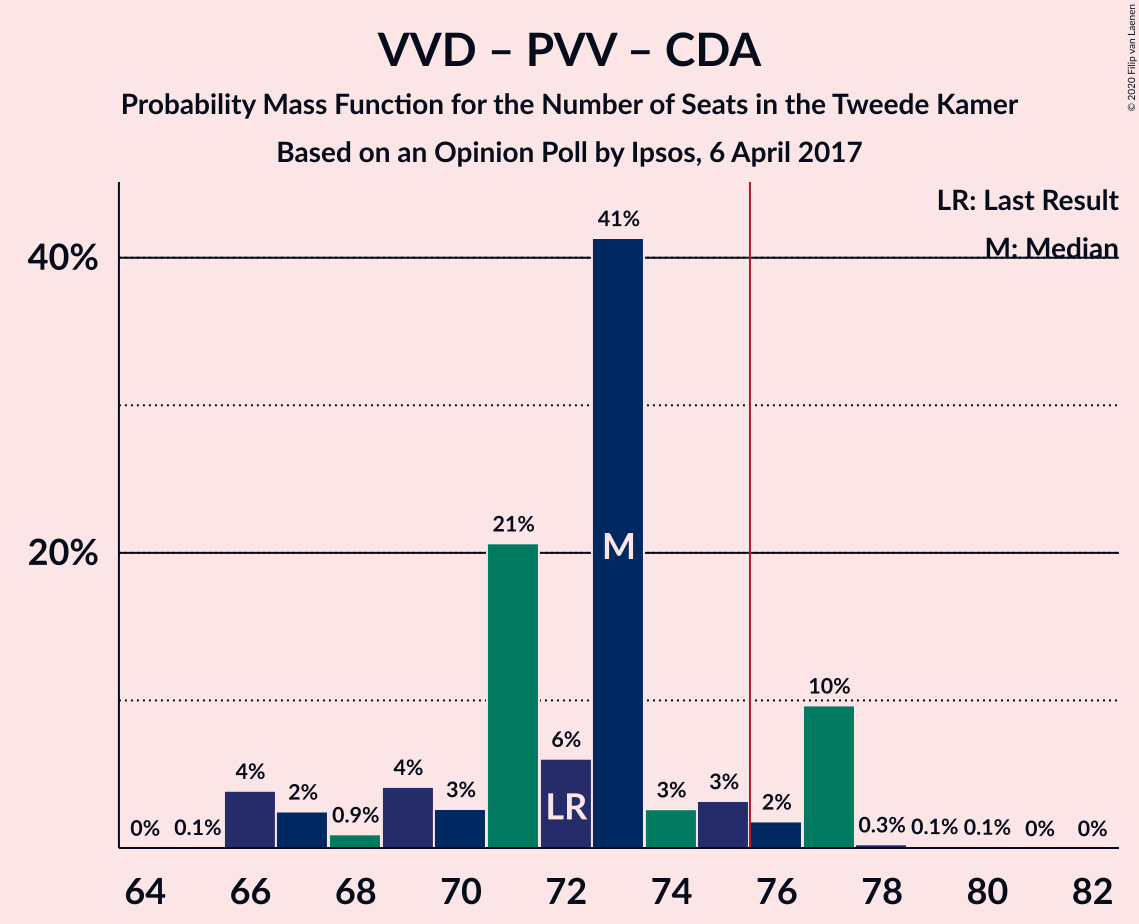 VVD – PVV – CDA
Probability Mass Function for the Number of Seats in the Tweede Kamer
Based on an Opinion Poll by Ipsos, 6 April 2017
© 2020 Filip van Laenen
LR: Last Result
M: Median
40%
20%
0%
0.1%
4%
2%
0.9%
4%
3%
21%
6%
41%
3%
3%
2%
10%
0.3%
0.1%
0.1%
0%
0%
LR
M
64 66 68 70 72 74 76 78 80 82